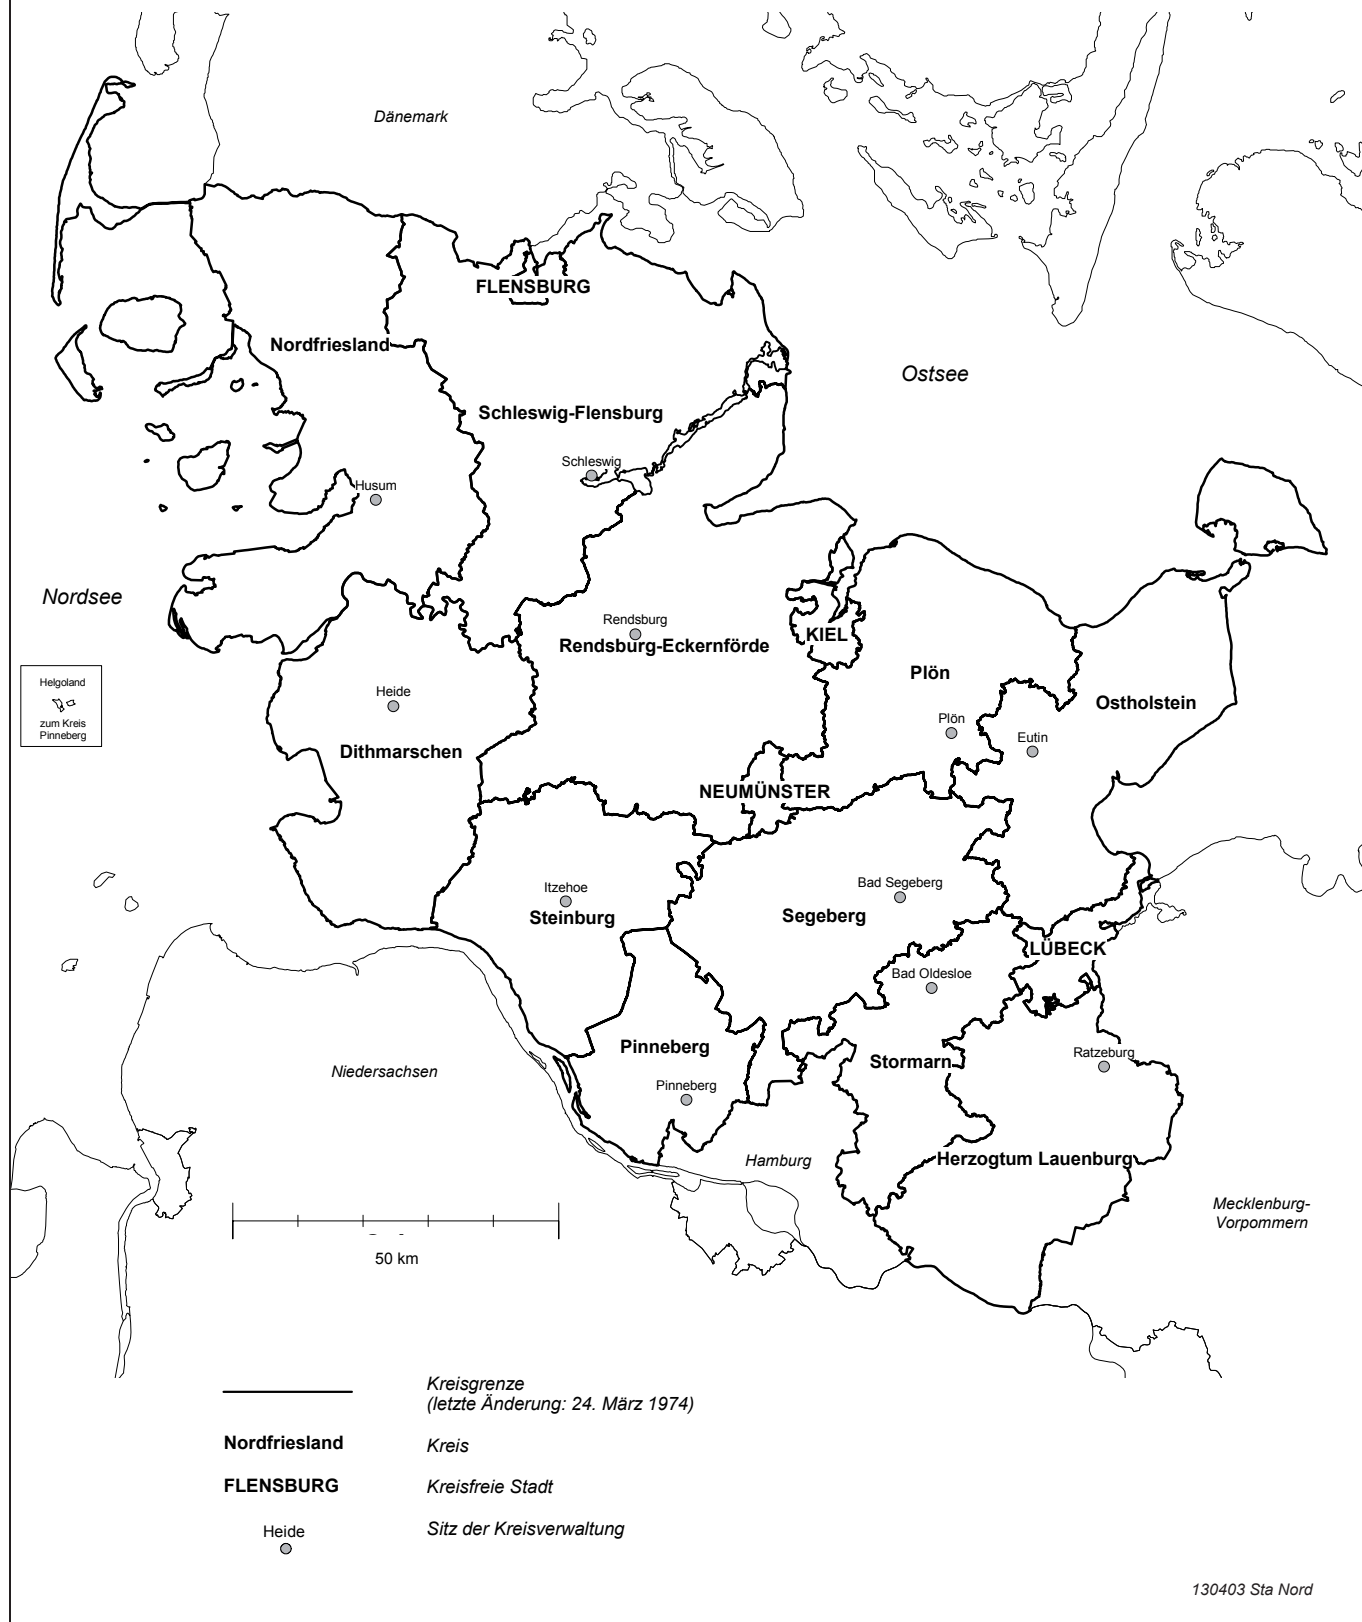 Dänemark
FLENSBURG
Nordfriesland
Ostsee
Schleswig-Flensburg
Schleswig
Husum
Nordsee
Rendsburg
Rendsburg-Eckernförde
KIEL
Plön
Helgoland
zum Kreis
Pinneberg
Heide
Ostholstein
Plön
Eutin
Dithmarschen
NEUMÜNSTER
Itzehoe
Steinburg
Bad Segeberg
Segeberg
LÜBECK
Bad Oldesloe
Pinneberg
Stormarn
Ratzeburg
Niedersachsen
Pinneberg
Hamburg
Herzogtum Lauenburg
Mecklenburg-
Vorpommern
50 km
Kreisgrenze
(letzte Änderung: 24. März 1974)
Nordfriesland
Kreis
FLENSBURG
Kreisfreie Stadt
Heide
Sitz der Kreisverwaltung
130403 Sta Nord